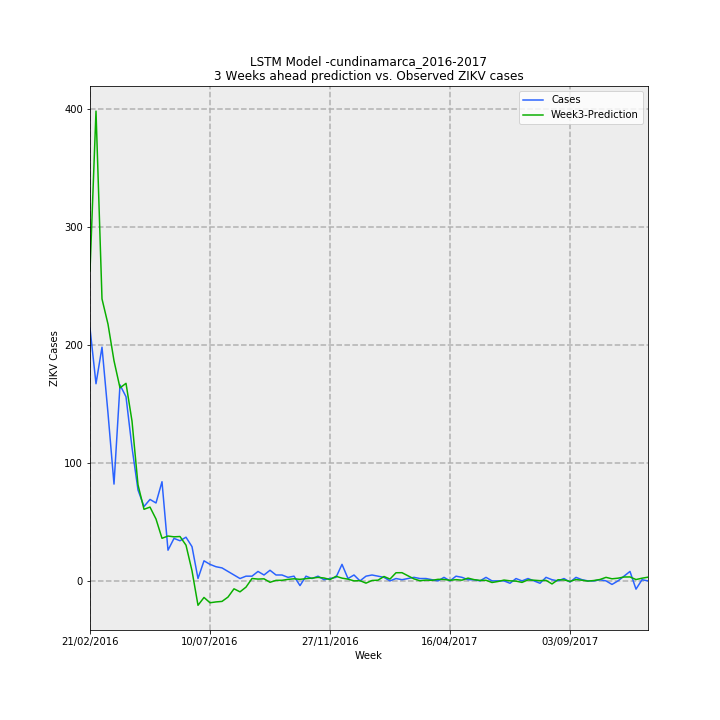 LSTM Model -cundinamarca_2016-2017
3 Weeks ahead prediction vs. Observed ZIKV cases
Cases
Week3-Prediction
400
300
200
100
0
ZIKV Cases
21/02/2016
10/07/2016
27/11/2016
16/04/2017
03/09/2017
Week